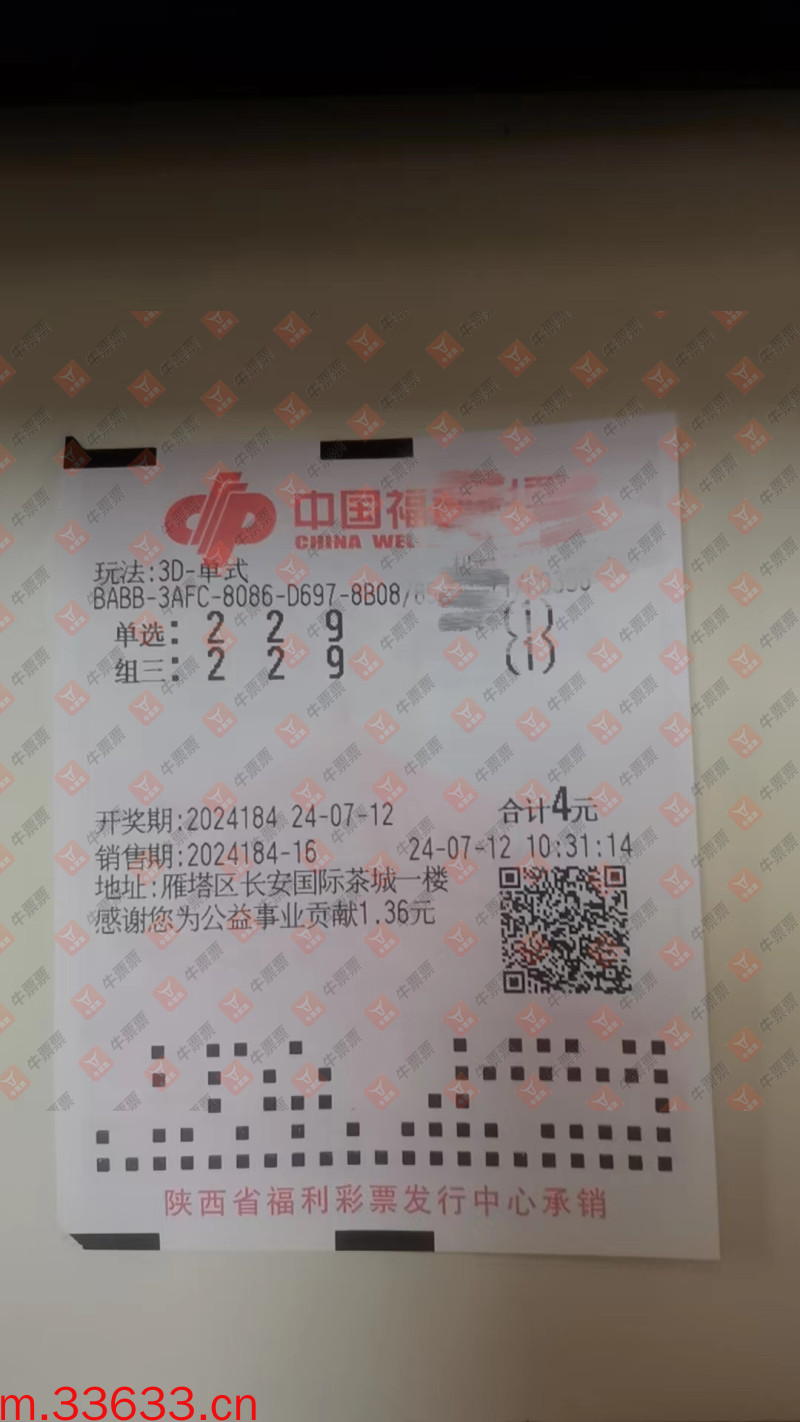 中国福
CHINA WEL
玩法:3D-单式
BABB-3AFC-8086-D697-8B08/
单选: 2 2 9 (1)
组三: 2 2 9 (1)
开奖期:2024184 24-07-12 合计4元
销售期:2024184-16 24-07-12 10:31:14
地址:雁塔区长安国际茶城一楼
感谢您为公益事业贡献1.36元
陕西省福利彩票发行中心承销
牛票票
m.33633.cn